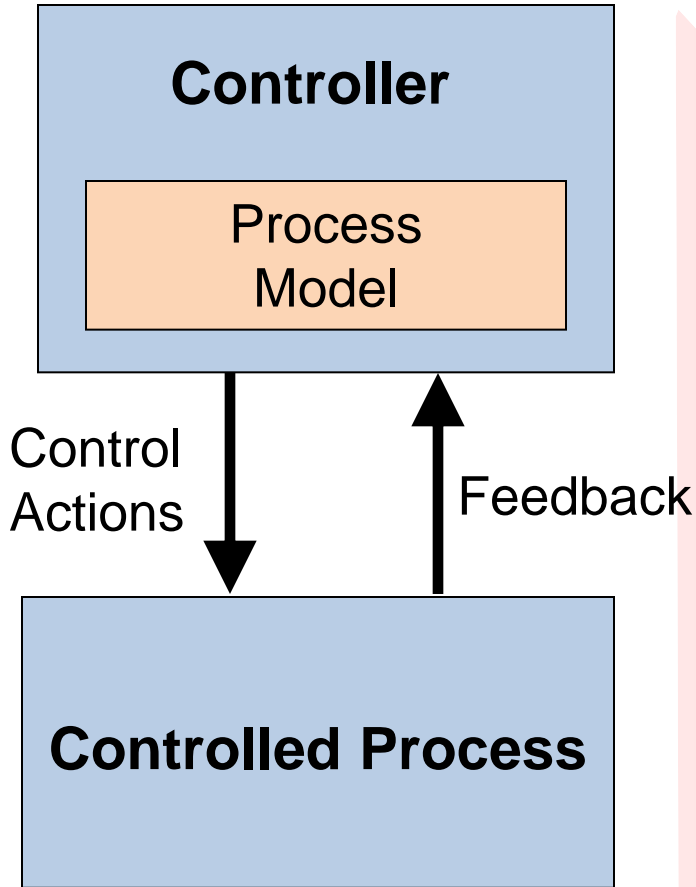 Controller
Process
Model
Control
Actions
Feedback
Controlled Process